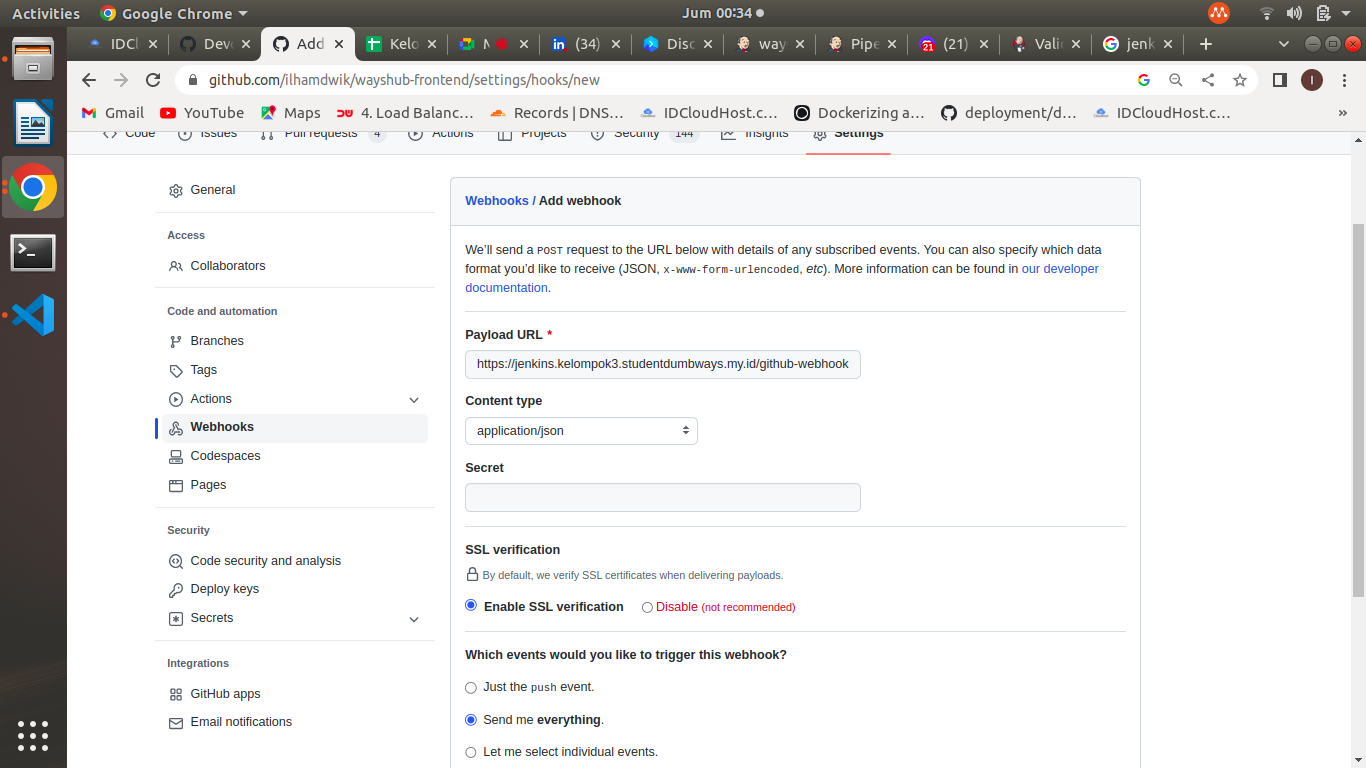 Activities
Google Chrome
Jum 00:34
IDCl
Devo
Add
Kelo
M
in (34)
Disc
way
Pipe
21 (21)
Vali
jenk
github.com/ilhamdwik/wayshub-frontend/settings/hooks/new
I
Gmail
YouTube
Maps
4. Load Balanc…
Records | DNS…
IDCloudHost.c…
Dockerizing a…
deployment/d…
IDCloudHost.c…
»
Code
Issues
Pull requests 4
Actions
Projects
Security 144
Insights
Settings
General
Access
Collaborators
Code and automation
Branches
Tags
Actions
Webhooks
Codespaces
Pages
Security
Code security and analysis
Deploy keys
Secrets
Integrations
GitHub apps
Email notifications
Webhooks / Add webhook
We'll send a POST request to the URL below with details of any subscribed events. You can also specify which data
format you'd like to receive (JSON, x-www-form-urlencoded, etc). More information can be found in our developer
documentation.
Payload URL *
https://jenkins.kelompok3.studentdumbways.my.id/github-webhook
Content type
application/json
Secret
SSL verification
By default, we verify SSL certificates when delivering payloads.
Enable SSL verification
Disable (not recommended)
Which events would you like to trigger this webhook?
Just the push event.
Send me everything.
Let me select individual events.